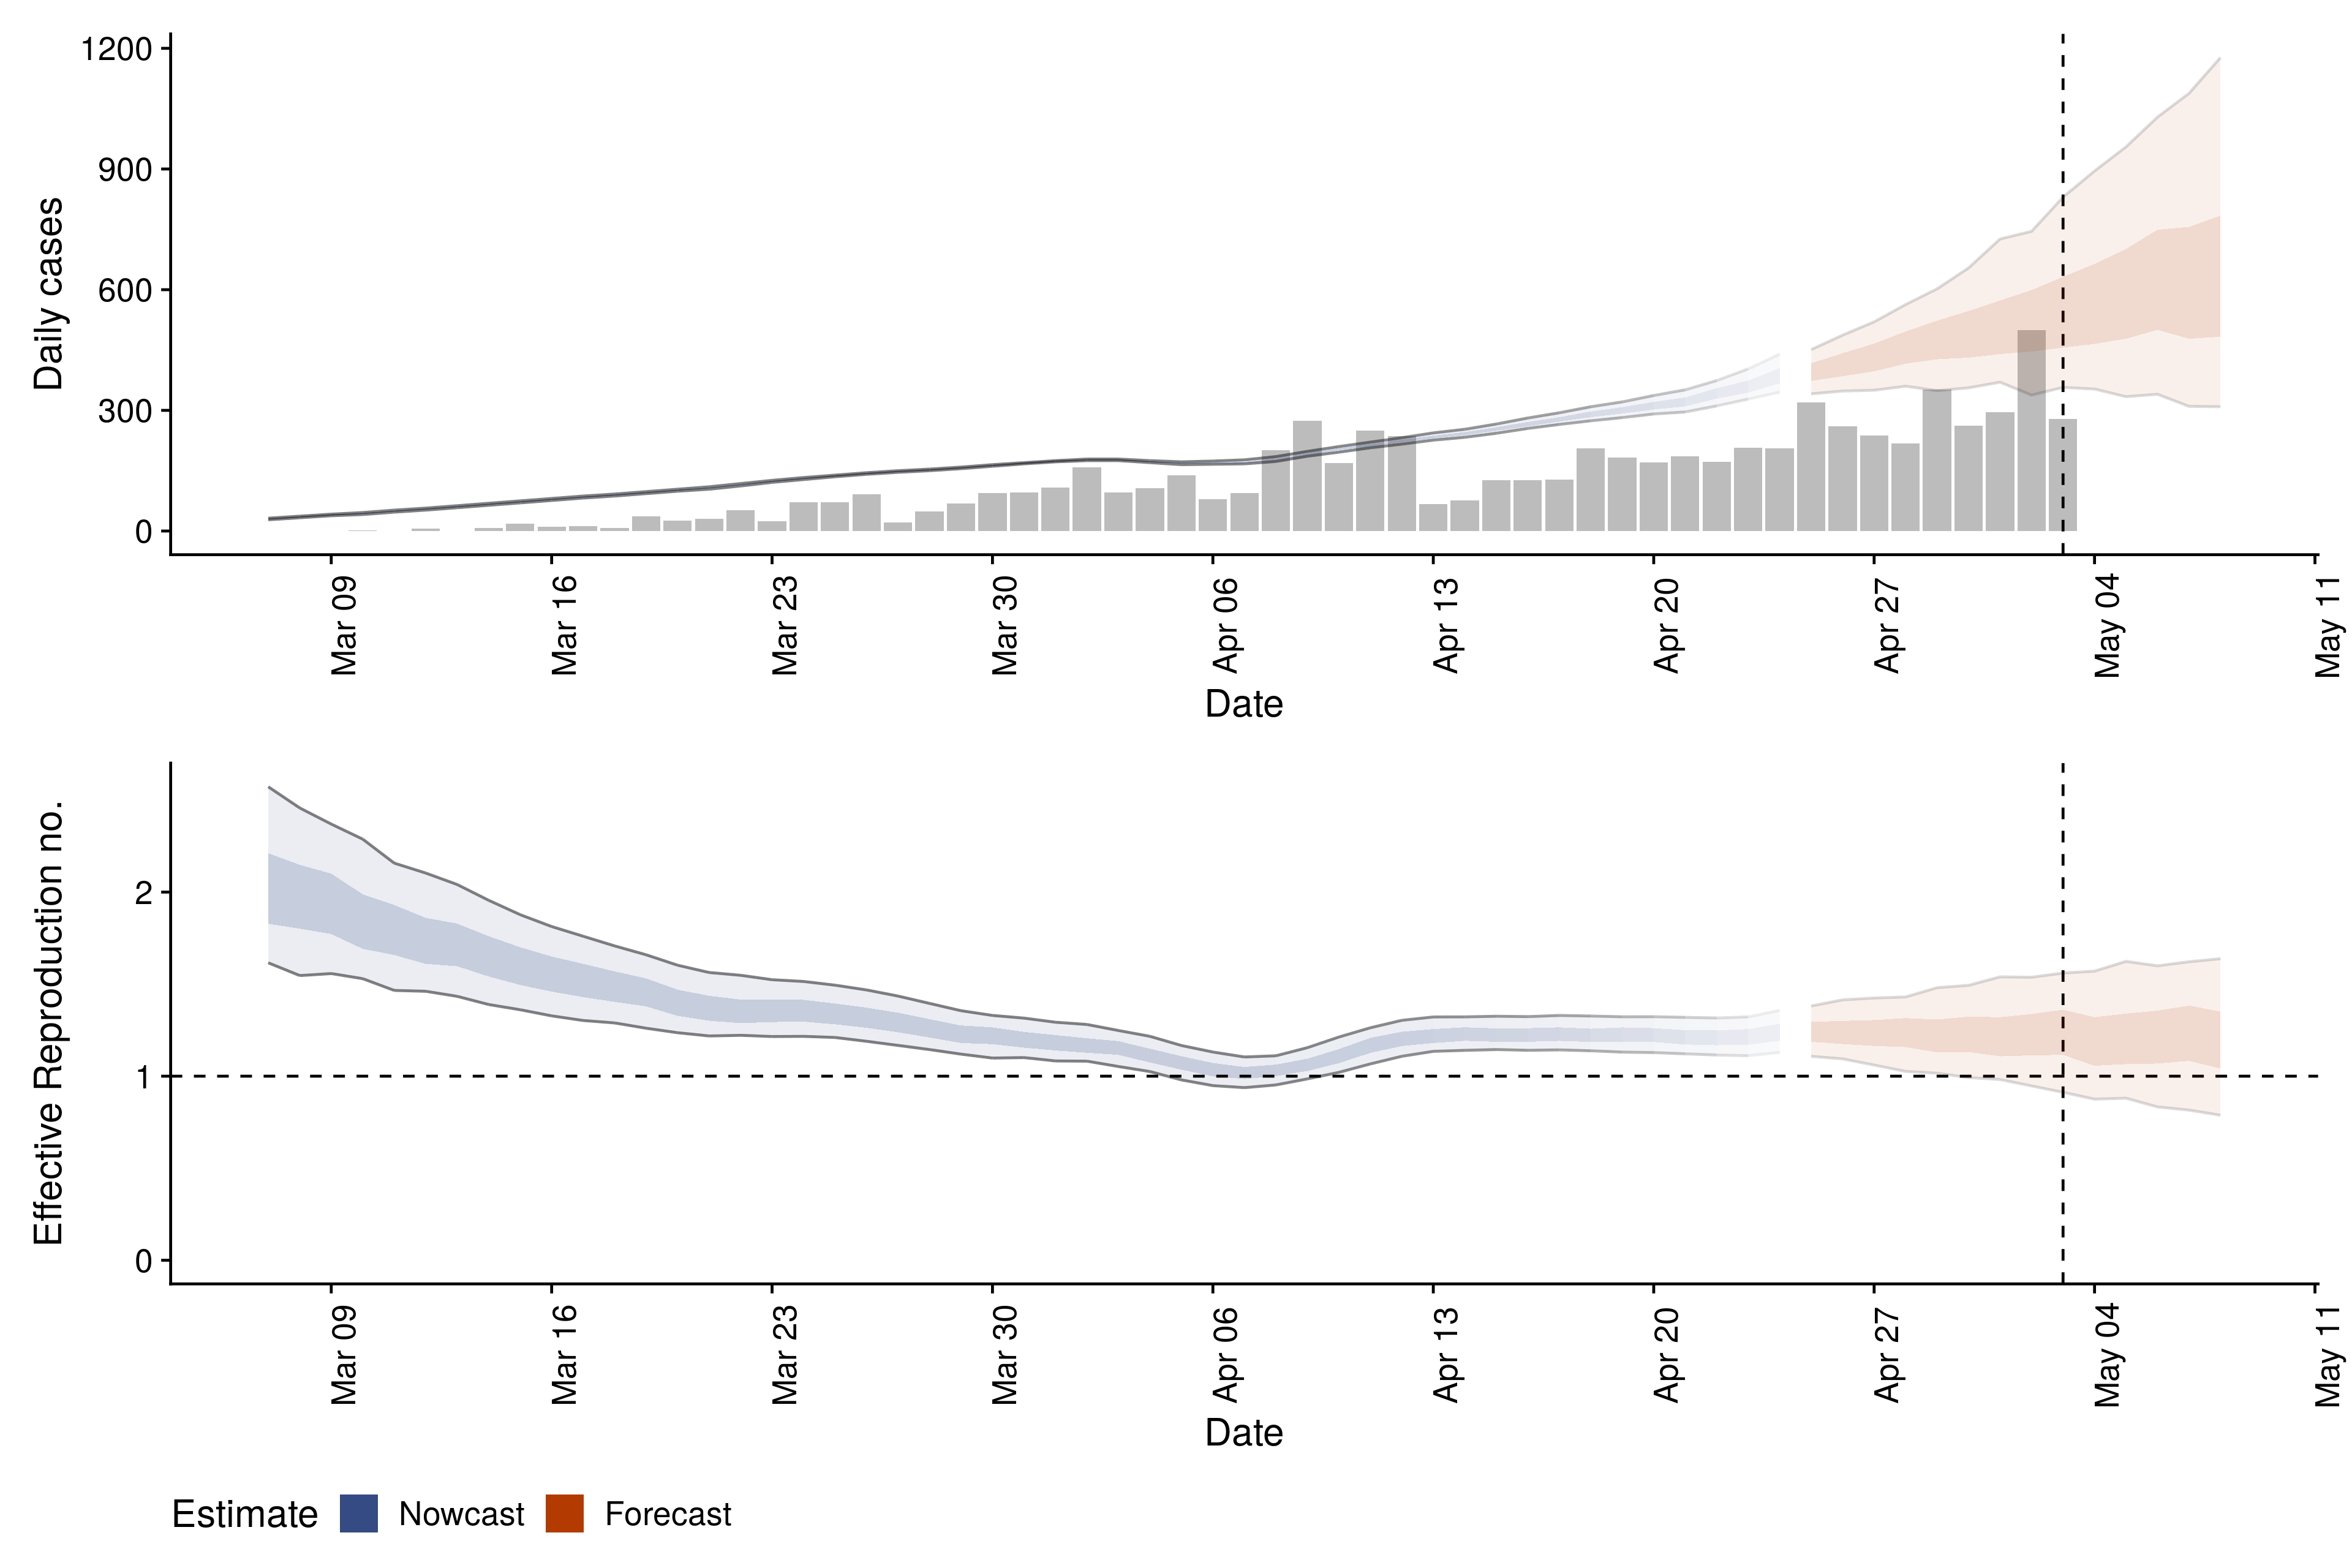 1200
900
600
300
0
Daily cases
Mar 09 Mar 16 Mar 23 Mar 30 Apr 06 Apr 13 Apr 20 Apr 27 May 04 May 11
Date
2
1
0
Effective Reproduction no.
Mar 09 Mar 16 Mar 23 Mar 30 Apr 06 Apr 13 Apr 20 Apr 27 May 04 May 11
Date
Estimate Nowcast Forecast